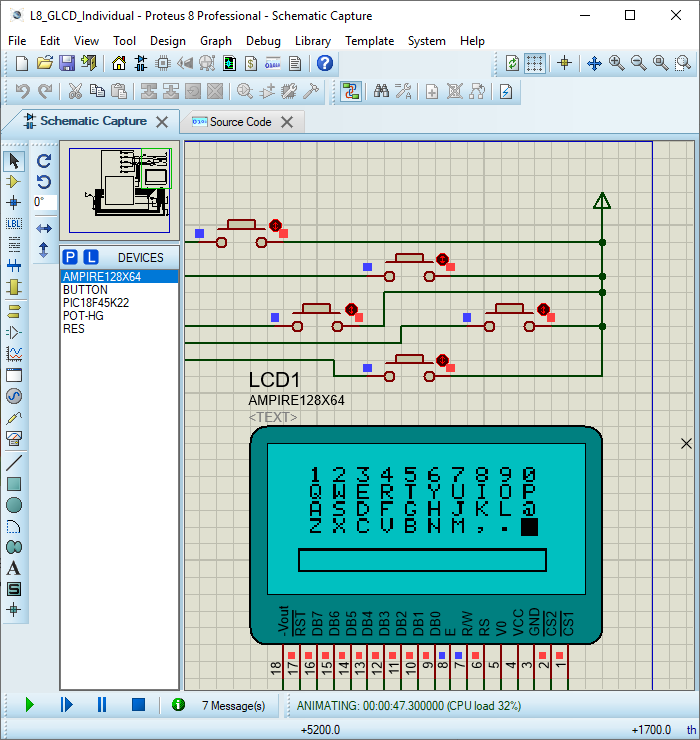 L8_GLCD_Individual - Proteus 8 Professional - Schematic Capture
File Edit View Tool Design Graph Debug Library Template System Help
Schematic Capture
Source Code
0°
LBL
P L DEVICES
AMPIRE128X64
BUTTON
PIC18F45K22
POT-HG
RES
A
S
LCD1
AMPIRE128X64
<TEXT>
1 2 3 4 5 6 7 8 9 0
Q W E R T Y U I O P
A S D F G H J K L @
Z X C V B N M , .
-Vout RST DB7 DB6 DB5 DB4 DB3 DB2 DB1 DB0 E R/W RS V0 VCC GND CS2 CS1
18 17 16 15 14 13 12 11 10 9 8 7 6 5 4 3 2 1
7 Message(s)
ANIMATING: 00:00:47.300000 (CPU load 32%)
+5200.0 +1700.0 th